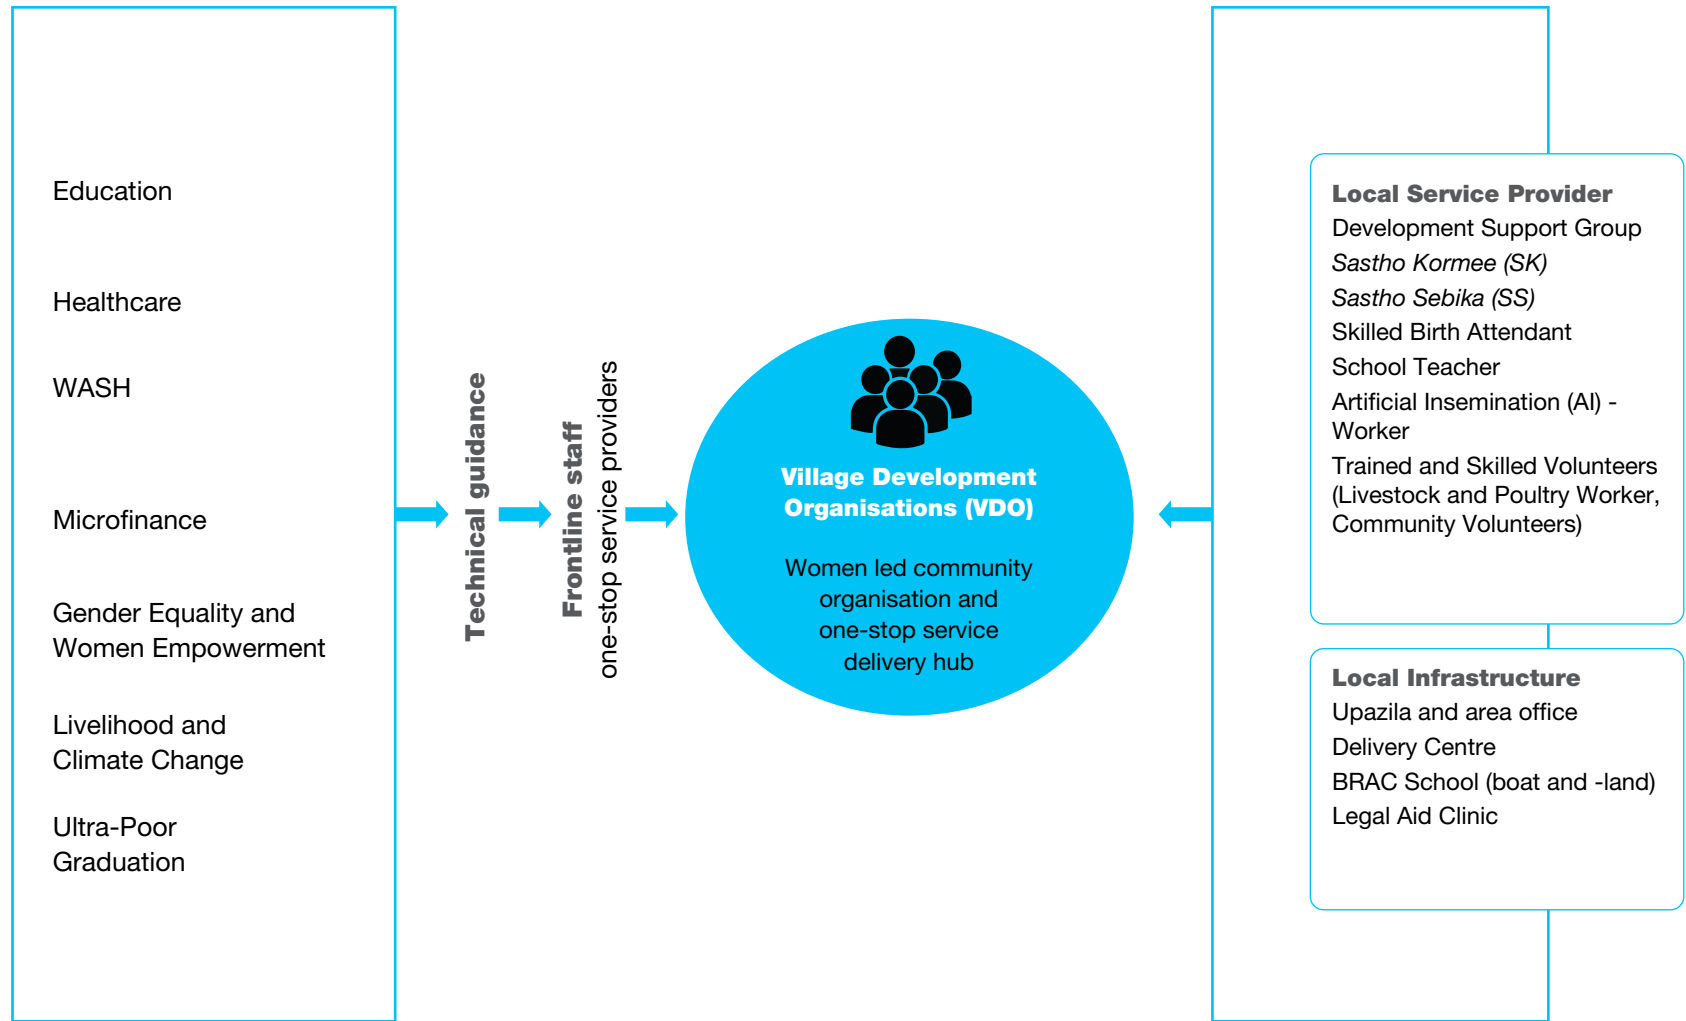 Education
Healthcare
WASH
Microfinance
Gender Equality and
Women Empowerment
Livelihood and
Climate Change
Ultra-Poor
Graduation
Technical guidance
Frontline staff
one-stop service providers
Village Development
Organisations (VDO)
Women led community
organisation and
one-stop service
delivery hub
Local Service Provider
Development Support Group
Sastho Kormee (SK)
Sastho Sebika (SS)
Skilled Birth Attendant
School Teacher
Artificial Insemination (AI) -
Worker
Trained and Skilled Volunteers
(Livestock and Poultry Worker,
Community Volunteers)
Local Infrastructure
Upazila and area office
Delivery Centre
BRAC School (boat and -land)
Legal Aid Clinic